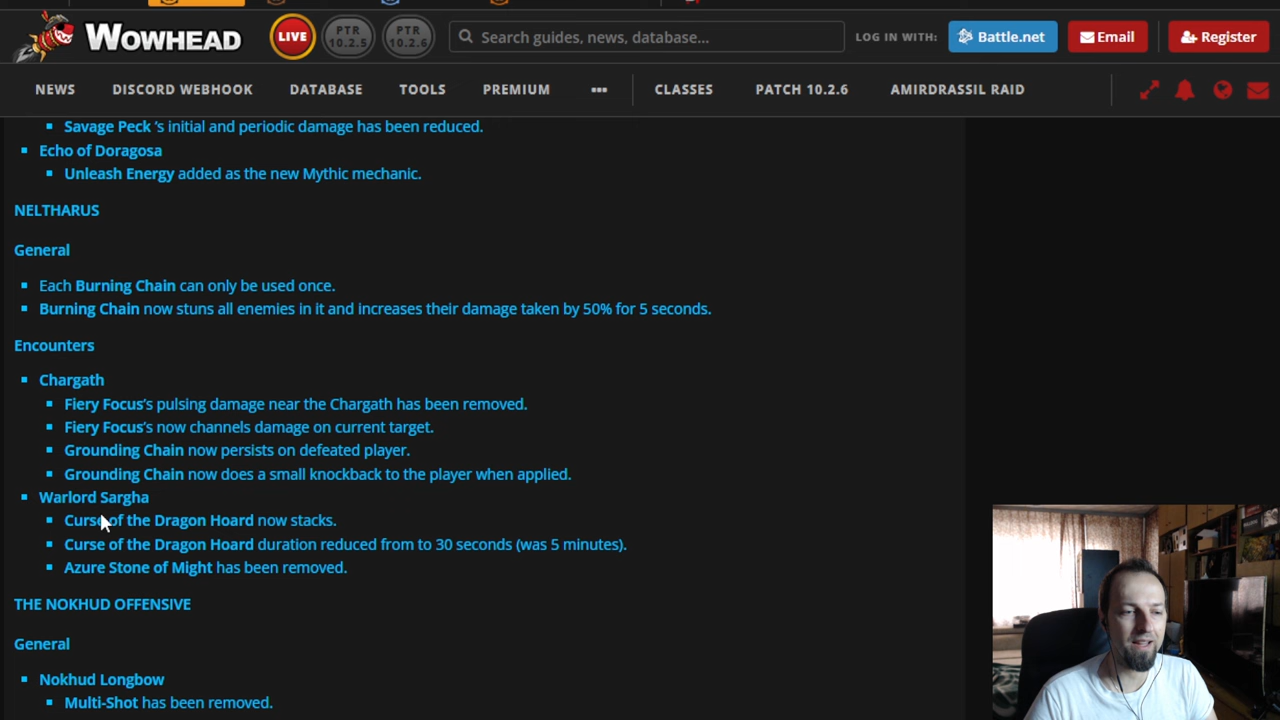 WOWHEAD
LIVE
PTR
10.2.5
PTR
10.2.6
Search guides, news, database...
LOG IN WITH:
Battle.net
Email
Register
NEWS
DISCORD WEBHOOK
DATABASE
TOOLS
PREMIUM
•••
CLASSES
PATCH 10.2.6
AMIRDRASSIL RAID
Savage Peck 's initial and periodic damage has been reduced.
Echo of Doragosa
Unleash Energy added as the new Mythic mechanic.
NELTHARUS
General
Each Burning Chain can only be used once.
Burning Chain now stuns all enemies in it and increases their damage taken by 50% for 5 seconds.
Encounters
Chargath
Fiery Focus's pulsing damage near the Chargath has been removed.
Fiery Focus's now channels damage on current target.
Grounding Chain now persists on defeated player.
Grounding Chain now does a small knockback to the player when applied.
Warlord Sargha
Curse of the Dragon Hoard now stacks.
Curse of the Dragon Hoard duration reduced from to 30 seconds (was 5 minutes).
Azure Stone of Might has been removed.
THE NOKHUD OFFENSIVE
General
Nokhud Longbow
Multi-Shot has been removed.